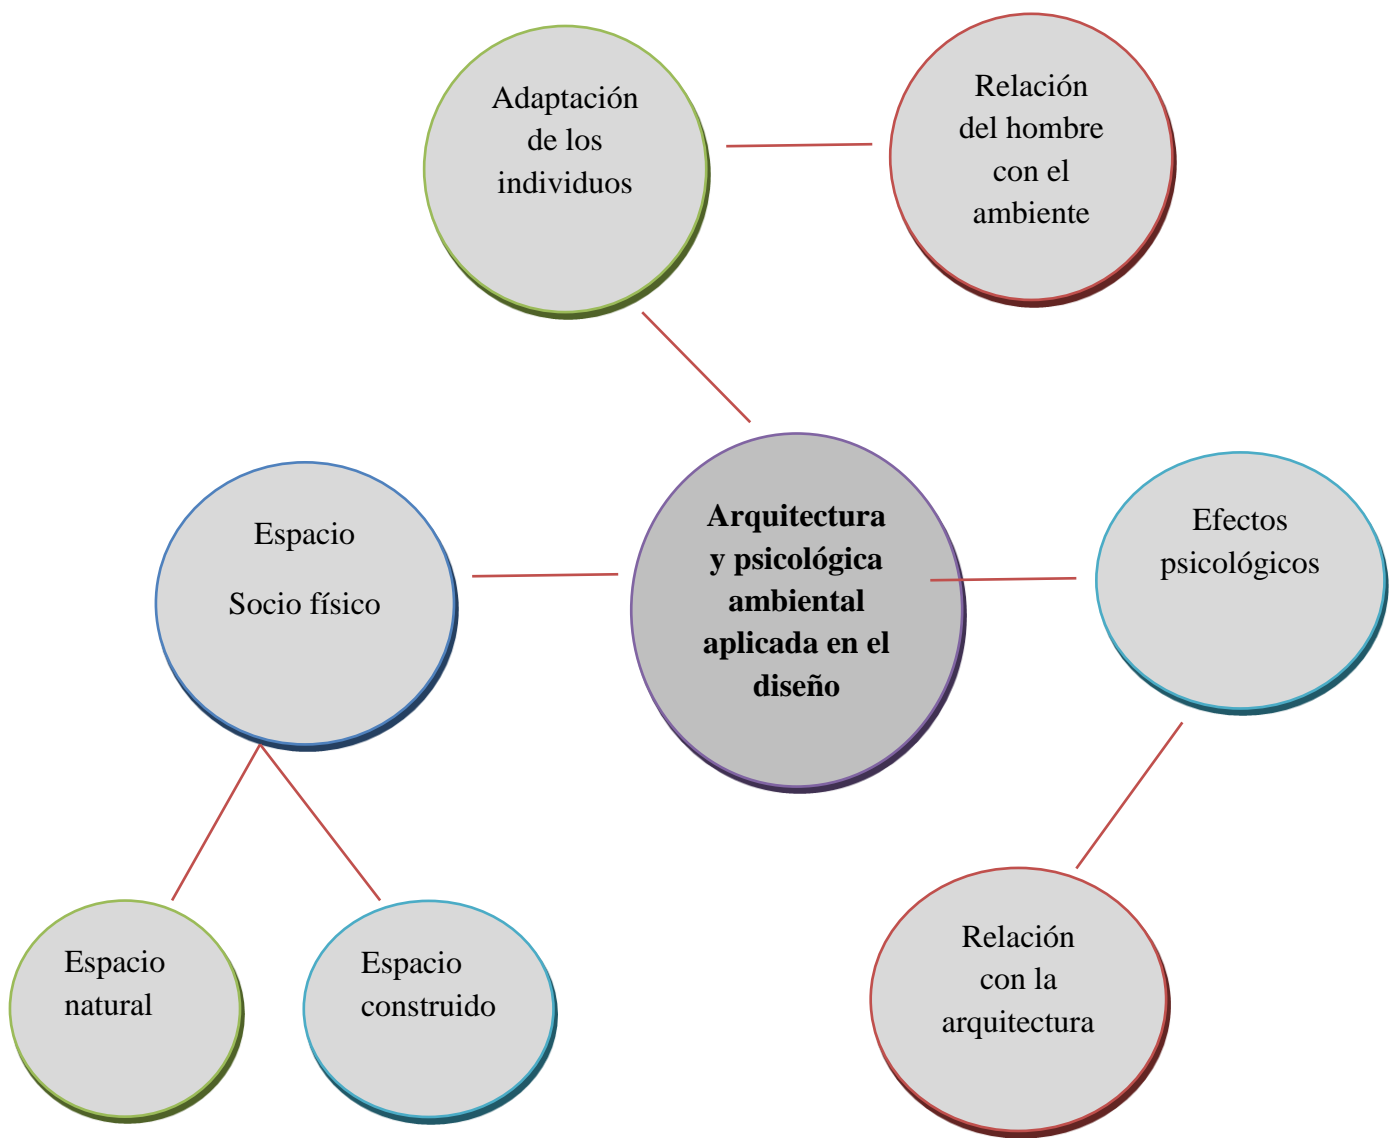 Adaptación
de los
individuos
Relación
del hombre
con el
ambiente
Espacio
Socio físico
Arquitectura
y psicológica
ambiental
aplicada en el
diseño
Efectos
psicológicos
Espacio
natural
Espacio
construido
Relación
con la
arquitectura